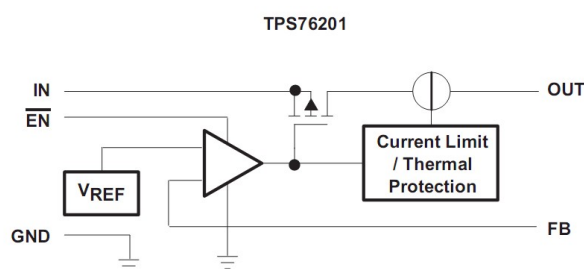 TPS76201
IN
OUT
EN
Current Limit
/ Thermal
Protection
VREF
GND
FB